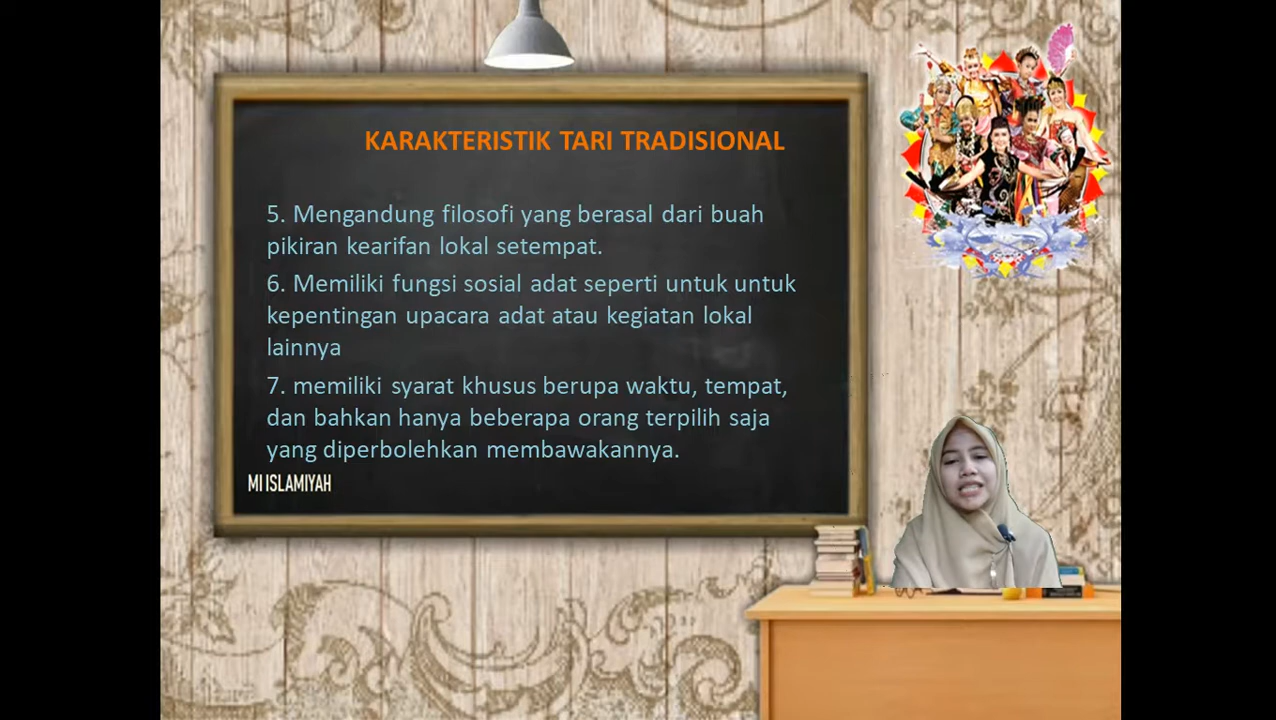 KARAKTERISTIK TARI TRADISIONAL
5. Mengandung filosofi yang berasal dari buah
pikiran kearifan lokal setempat.
6. Memiliki fungsi sosial adat seperti untuk untuk
kepentingan upacara adat atau kegiatan lokal
lainnya
7. memiliki syarat khusus berupa waktu, tempat,
dan bahkan hanya beberapa orang terpilih saja
yang diperbolehkan membawakannya.
MI ISLAMIYAH